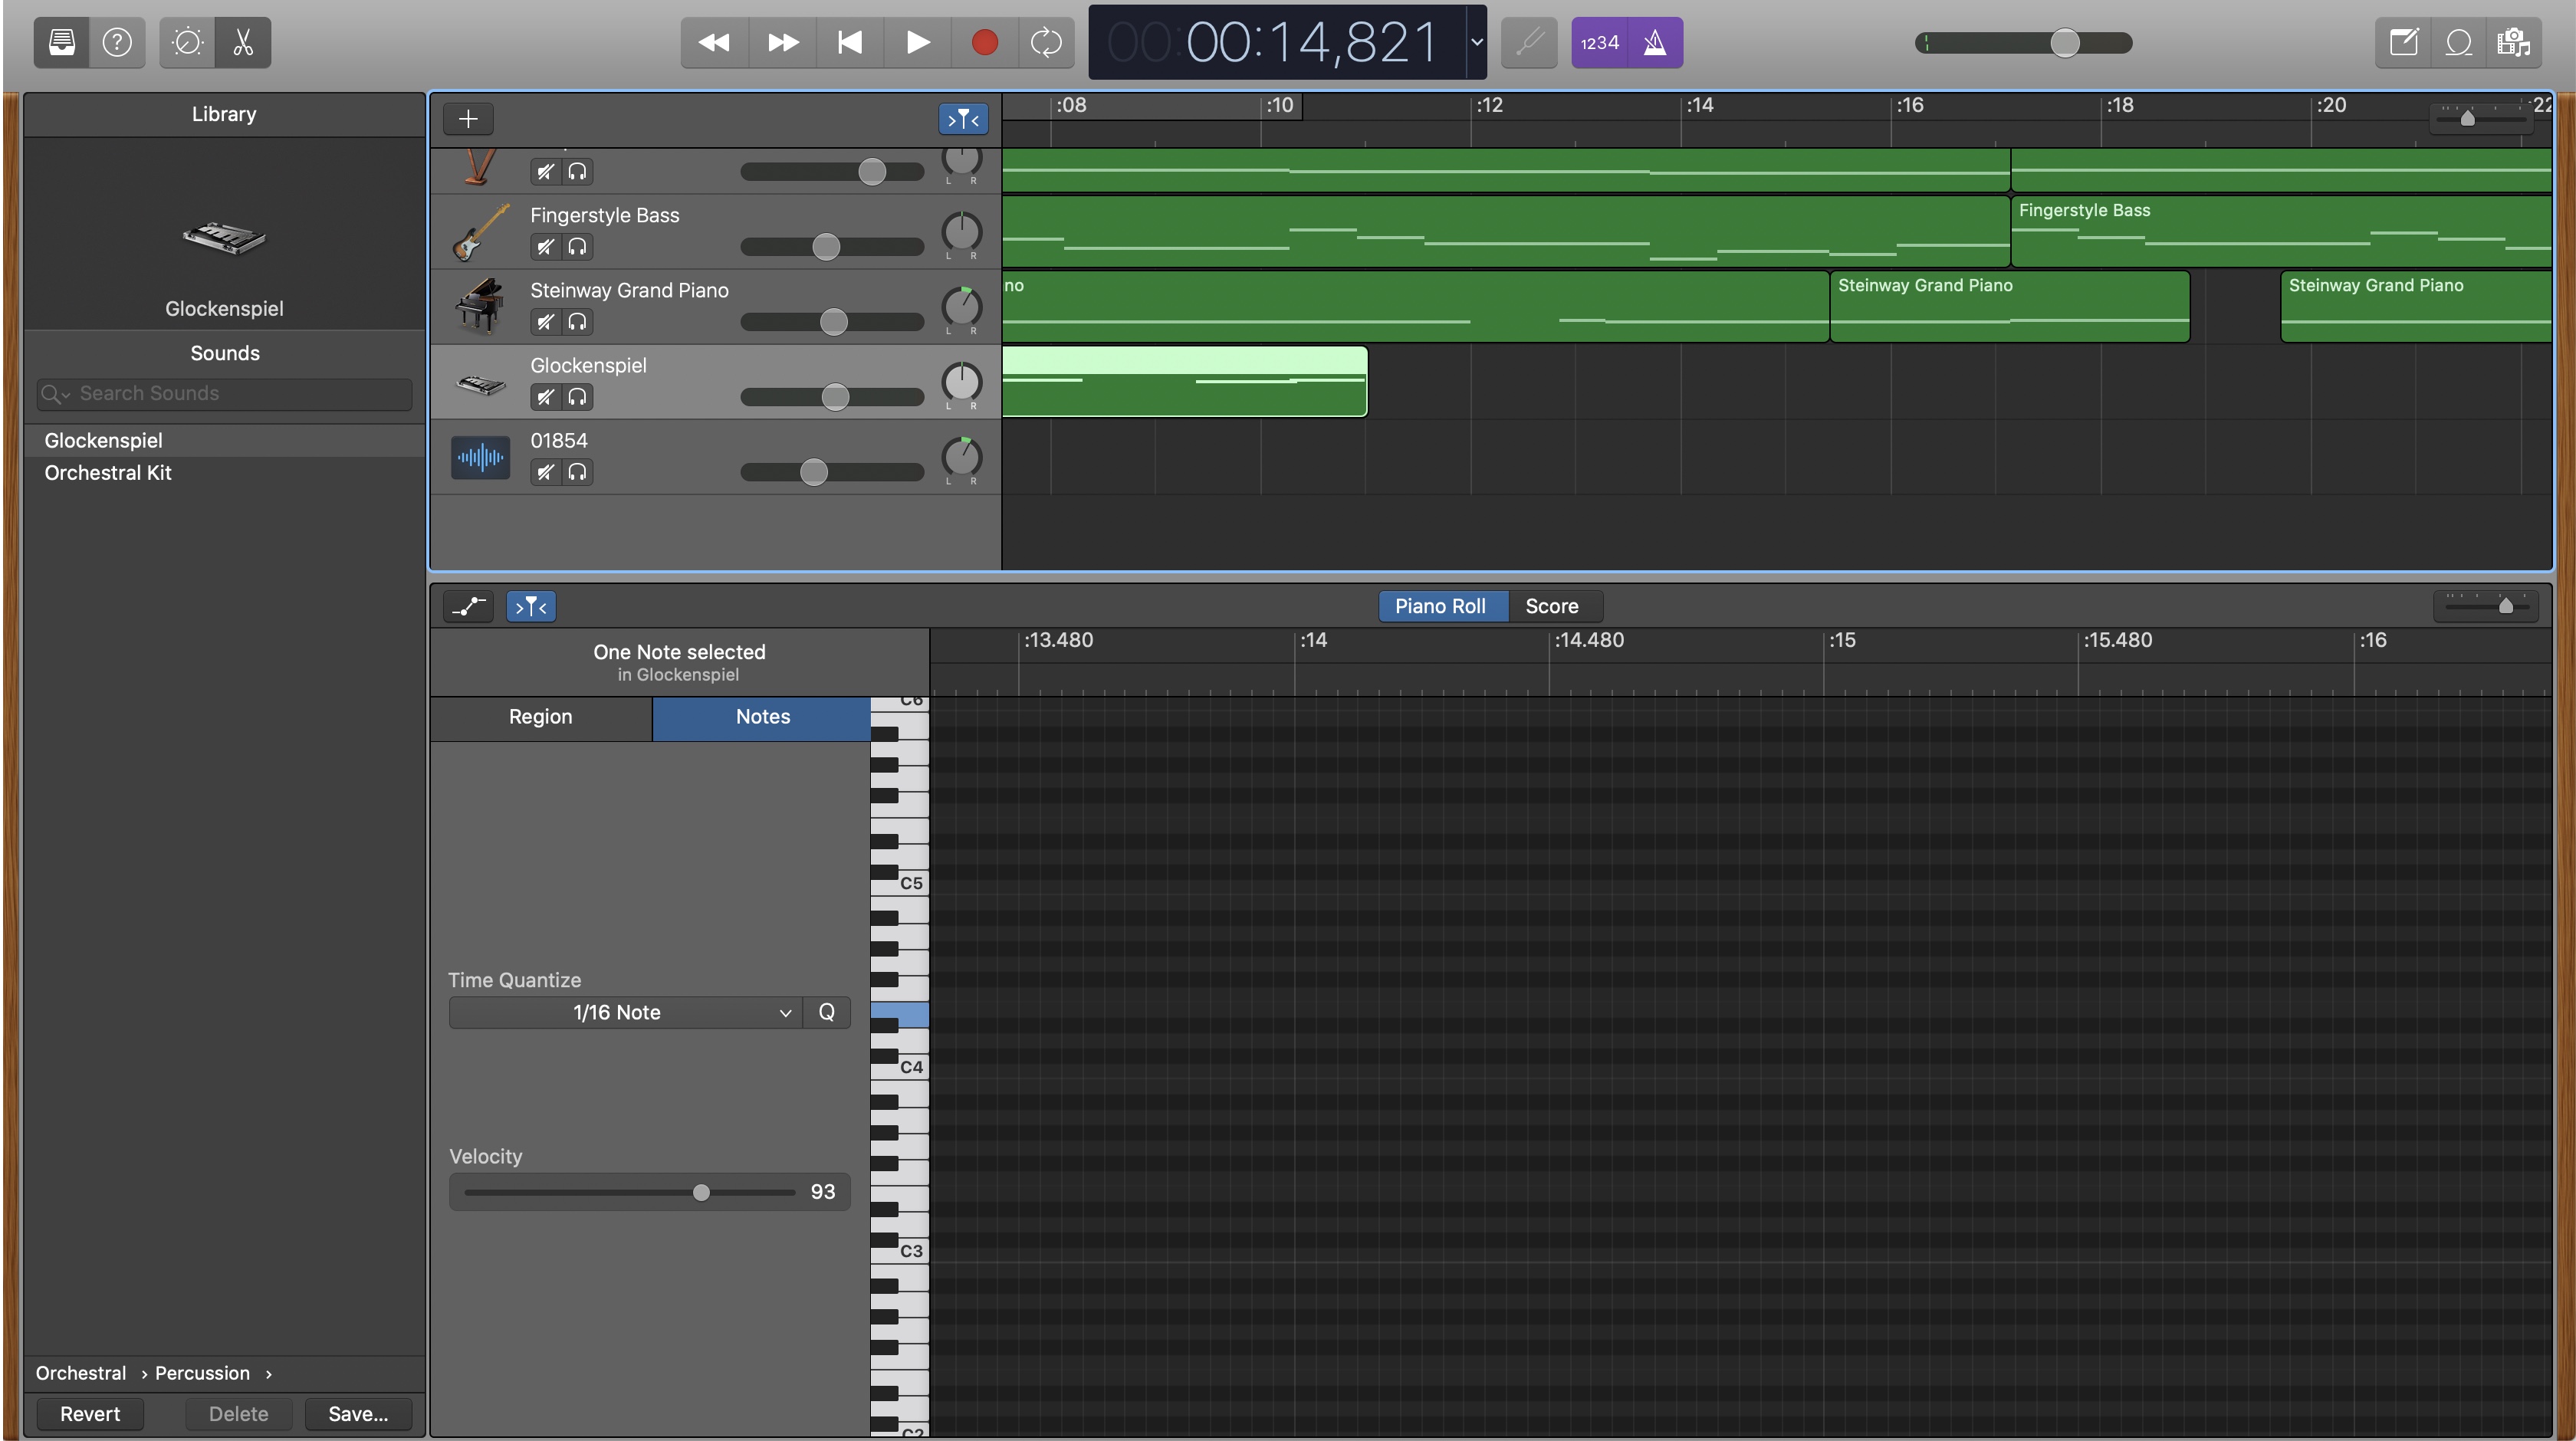 00:00:14,821
1234
Library
Glockenspiel
Sounds
Search Sounds
Glockenspiel
Orchestral Kit
Orchestral › Percussion ›
Revert
Delete
Save...
:08
:10
:12
:14
:16
:18
:20
:22
L R
Fingerstyle Bass
L R
Fingerstyle Bass
Steinway Grand Piano
L R
no
Steinway Grand Piano
Steinway Grand Piano
Glockenspiel
L R
01854
L R
Piano Roll
Score
One Note selected
in Glockenspiel
:13.480
:14
:14.480
:15
:15.480
:16
Region
Notes
Time Quantize
1/16 Note
Q
Velocity
93
C6
C5
C4
C3
C2